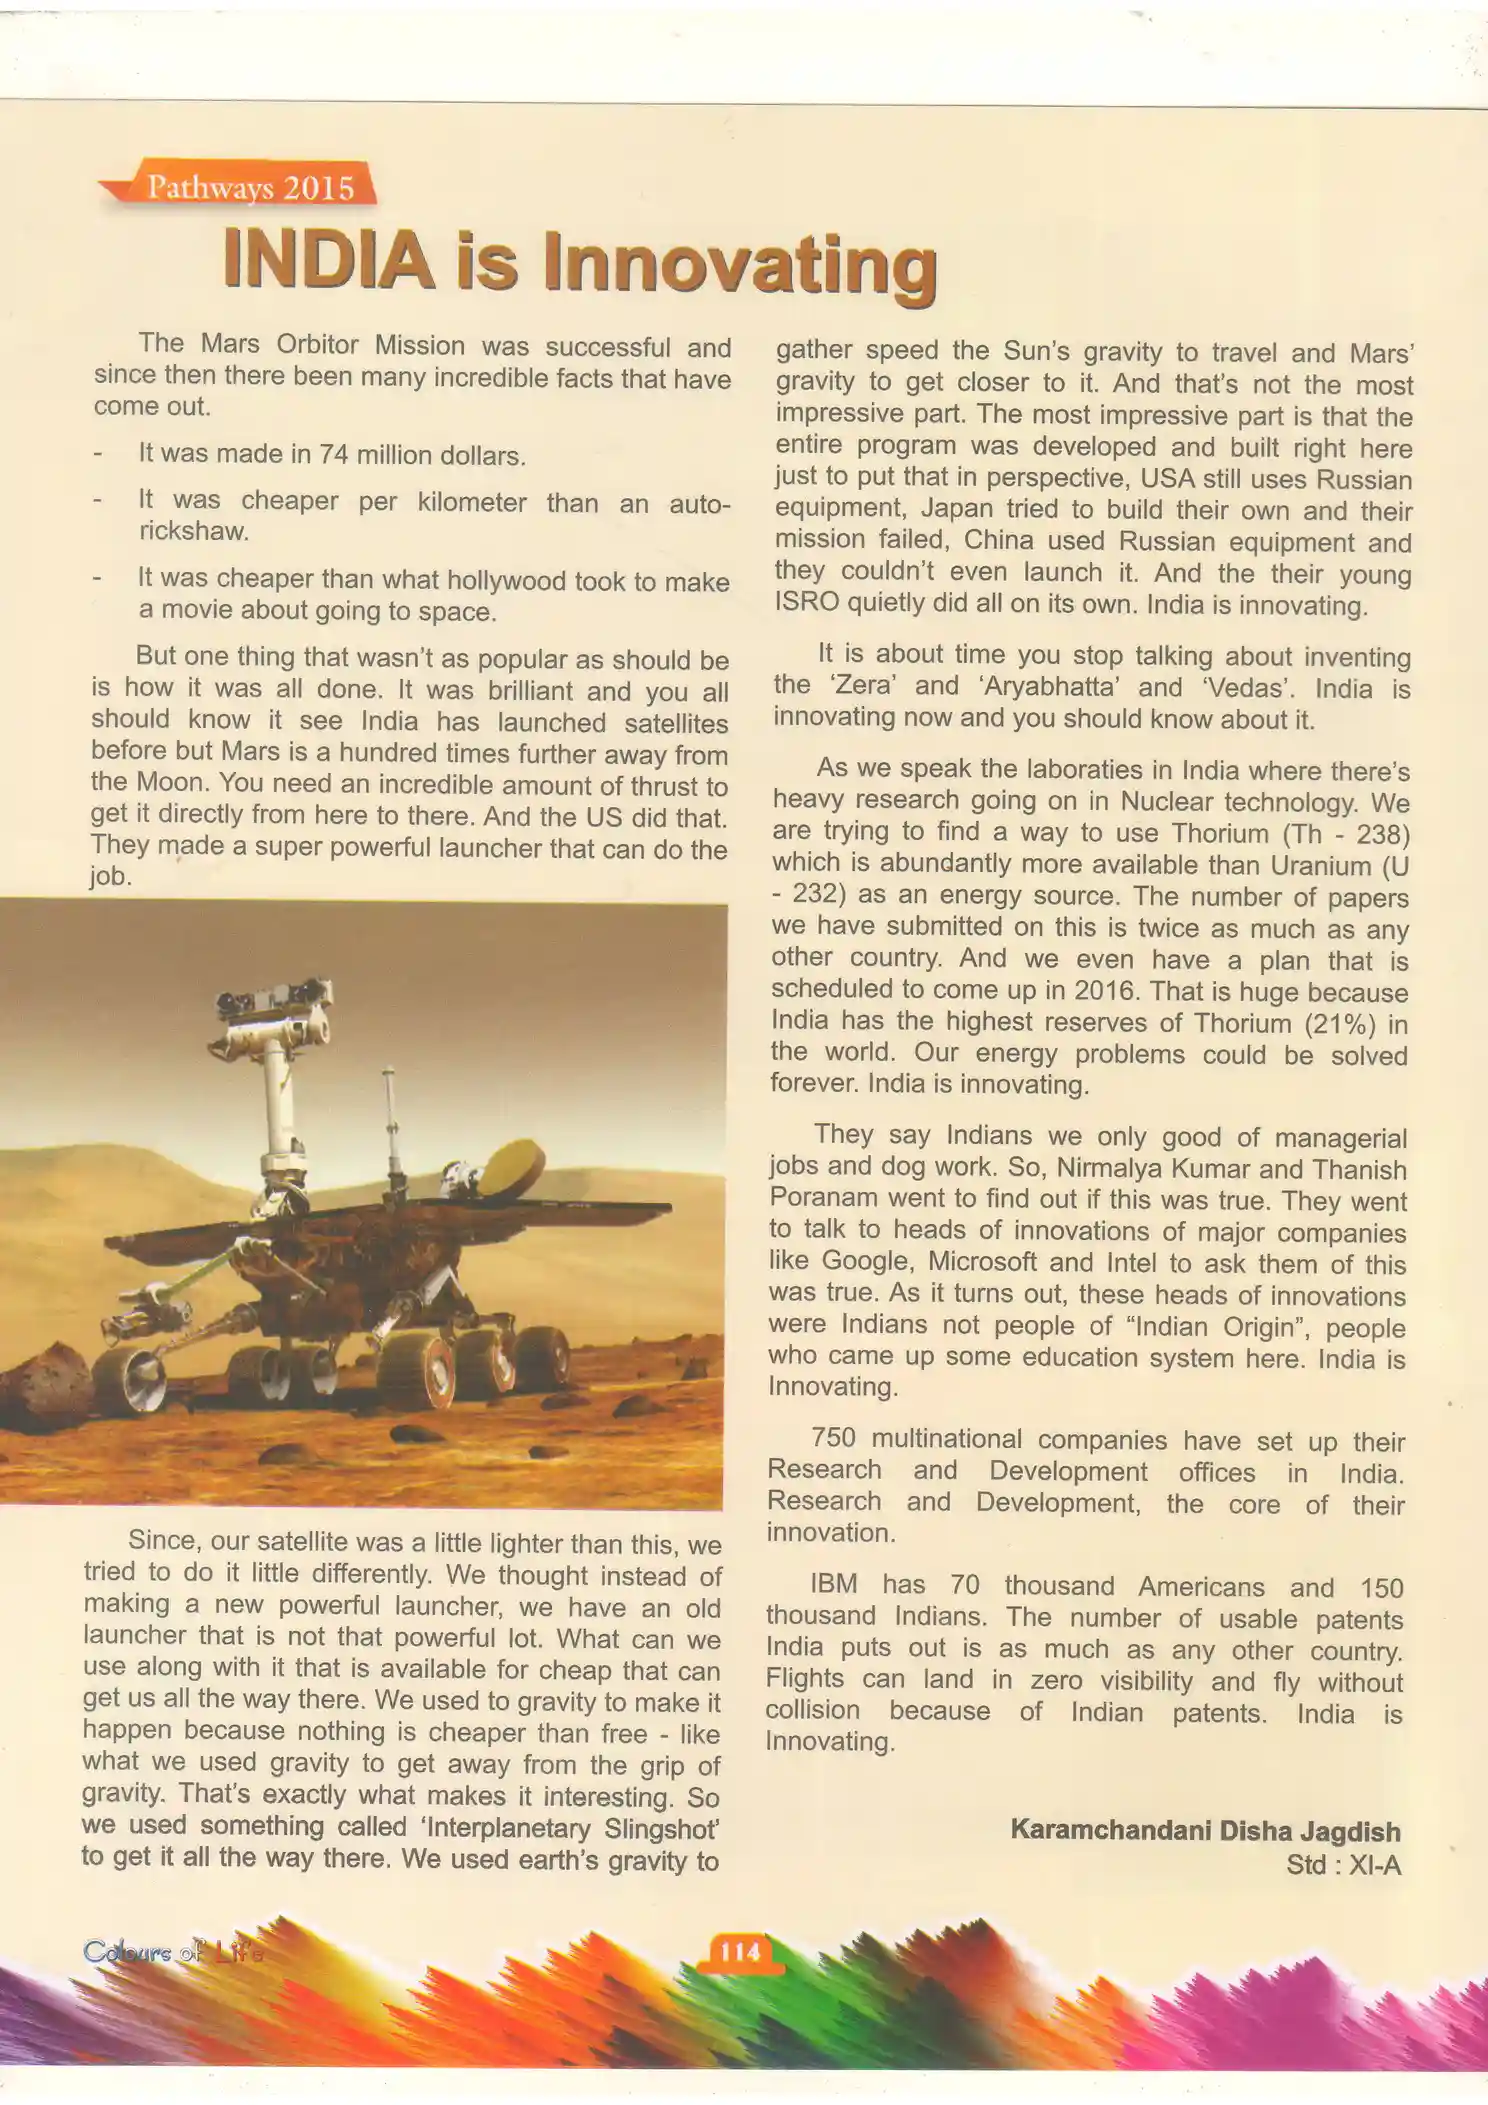 Pathways 2015
INDIA is Innovating
The Mars Orbitor Mission was successful and
since then there been many incredible facts that have
come out.
- It was made in 74 million dollars.
- It was cheaper per kilometer than an auto-
rickshaw.
- It was cheaper than what hollywood took to make
a movie about going to space.
But one thing that wasn't as popular as should be
is how it was all done. It was brilliant and you all
should know it see India has launched satellites
before but Mars is a hundred times further away from
the Moon. You need an incredible amount of thrust to
get it directly from here to there. And the US did that.
They made a super powerful launcher that can do the
job.
Since, our satellite was a little lighter than this, we
tried to do it little differently. We thought instead of
making a new powerful launcher, we have an old
launcher that is not that powerful lot. What can we
use along with it that is available for cheap that can
get us all the way there. We used to gravity to make it
happen because nothing is cheaper than free - like
what we used gravity to get away from the grip of
gravity. That's exactly what makes it interesting. So
we used something called 'Interplanetary Slingshot'
to get it all the way there. We used earth's gravity to
gather speed the Sun's gravity to travel and Mars'
gravity to get closer to it. And that's not the most
impressive part. The most impressive part is that the
entire program was developed and built right here
just to put that in perspective, USA still uses Russian
equipment, Japan tried to build their own and their
mission failed, China used Russian equipment and
they couldn't even launch it. And the their young
ISRO quietly did all on its own. India is innovating.
It is about time you stop talking about inventing
the 'Zera' and 'Aryabhatta' and 'Vedas'. India is
innovating now and you should know about it.
As we speak the laboraties in India where there's
heavy research going on in Nuclear technology. We
are trying to find a way to use Thorium (Th - 238)
which is abundantly more available than Uranium (U
- 232) as an energy source. The number of papers
we have submitted on this is twice as much as any
other country. And we even have a plan that is
scheduled to come up in 2016. That is huge because
India has the highest reserves of Thorium (21%) in
the world. Our energy problems could be solved
forever. India is innovating.
They say Indians we only good of managerial
jobs and dog work. So, Nirmalya Kumar and Thanish
Poranam went to find out if this was true. They went
to talk to heads of innovations of major companies
like Google, Microsoft and Intel to ask them of this
was true. As it turns out, these heads of innovations
were Indians not people of "Indian Origin", people
who came up some education system here. India is
Innovating.
750 multinational companies have set up their
Research and Development offices in India.
Research and Development, the core of their
innovation.
IBM has 70 thousand Americans and 150
thousand Indians. The number of usable patents
India puts out is as much as any other country.
Flights can land in zero visibility and fly without
collision because of Indian patents. India is
Innovating.
Karamchandani Disha Jagdish
Std : XI-A
Colours of Life
114